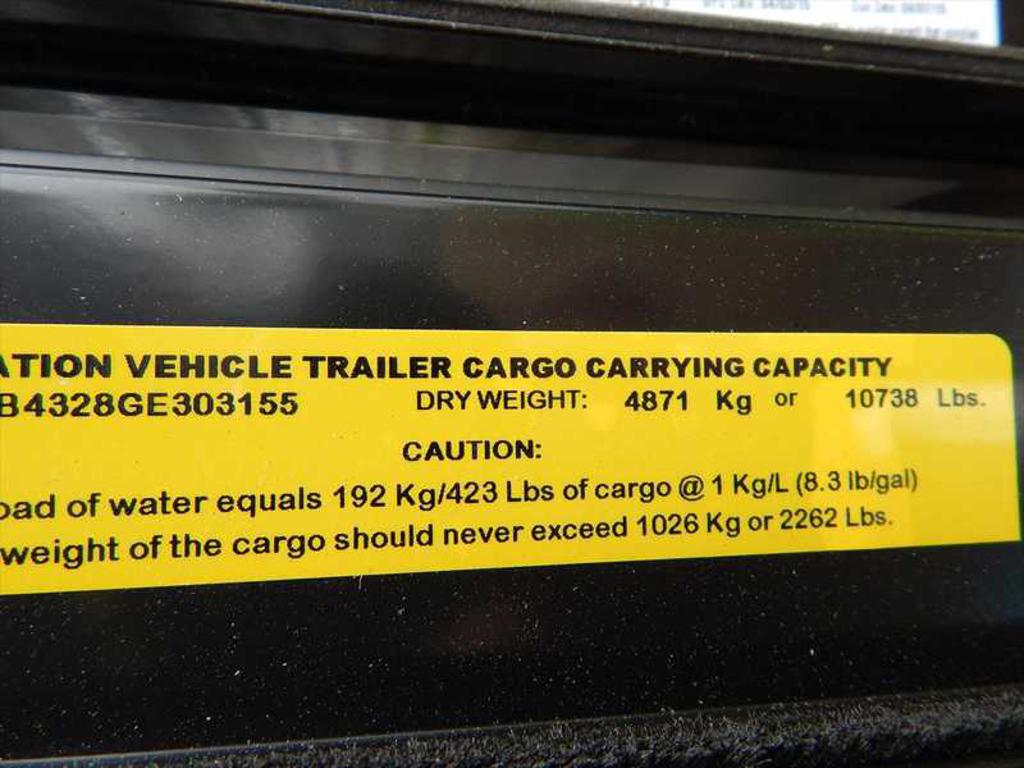 ATION VEHICLE TRAILER CARGO CARRYING CAPACITY
B4328GE303155 DRY WEIGHT: 4871 Kg or 10738 Lbs.
CAUTION:
oad of water equals 192 Kg/423 Lbs of cargo @ 1 Kg/L (8.3 lb/gal)
weight of the cargo should never exceed 1026 Kg or 2262 Lbs.